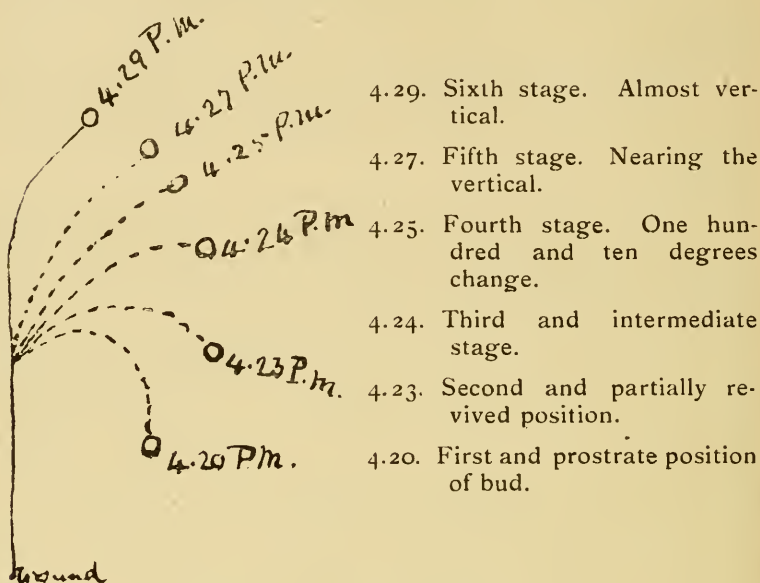 4.29 P.m.
4.27 P.m.
4.25 P.m.
4.24 P.m
4.23 P.m.
4.20 P.M.
ground
4.29. Sixth stage. Almost ver-
tical.
4.27. Fifth stage. Nearing the
vertical.
4.25. Fourth stage. One hun-
dred and ten degrees
change.
4.24. Third and intermediate
stage.
4.23. Second and partially re-
vived position.
4.20. First and prostrate position
of bud.